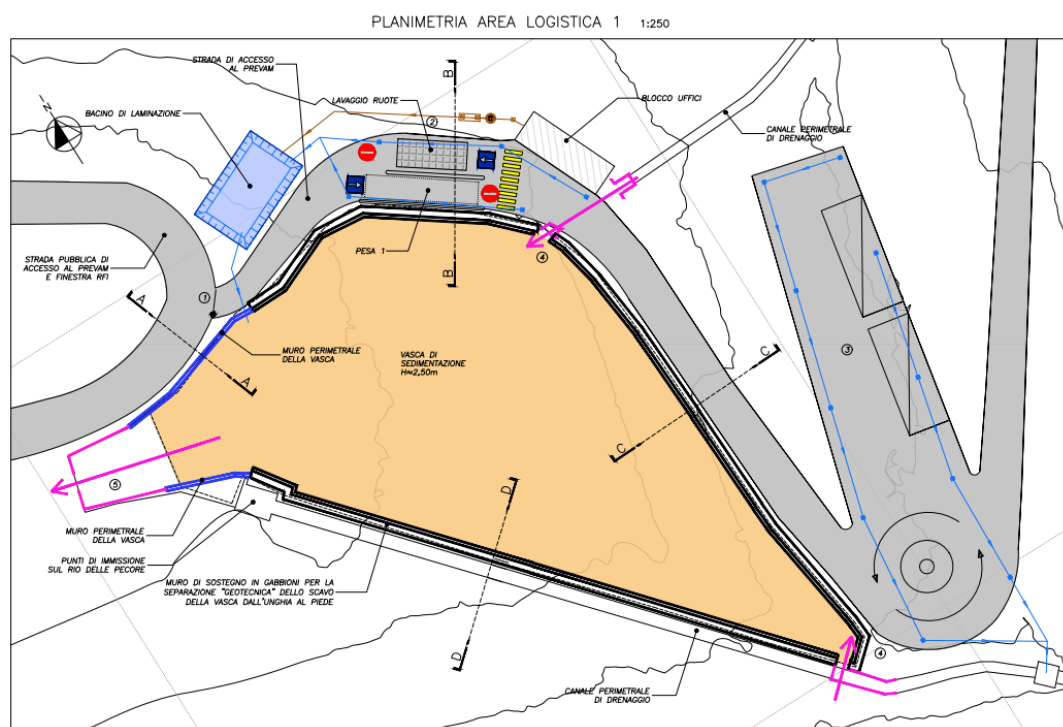 PLANIMETRIA AREA LOGISTICA 1 1:250
STRADA DI ACCESSO
AL PREVAM
B
LAVAGGIO RUOTE
2
BLOCCO UFFICI
N
BACINO DI LAMINAZIONE
CANALE PERIMETRALE
DI DRENAGGIO
STRADA PUBBLICA DI
ACCESSO AL PREVAM
E FINESTRA RFI
PESA 1
4
B
1
A
MURO PERIMETRALE
DELLA VASCA
VASCA DI
SEDIMENTAZIONE
H≈2,50m
C
3
A
C
5
D
MURO PERIMETRALE
DELLA VASCA
PUNTI DI IMMISSIONE
SUL RIO DELLE PECORE
MURO DI SOSTEGNO IN GABBIONI PER LA
SEPARAZIONE "GEOTECNICA" DELLO SCAVO
DELLA VASCA DALL'UNGHIA AL PIEDE
D
4
CANALE PERIMETRALE
DI DRENAGGIO